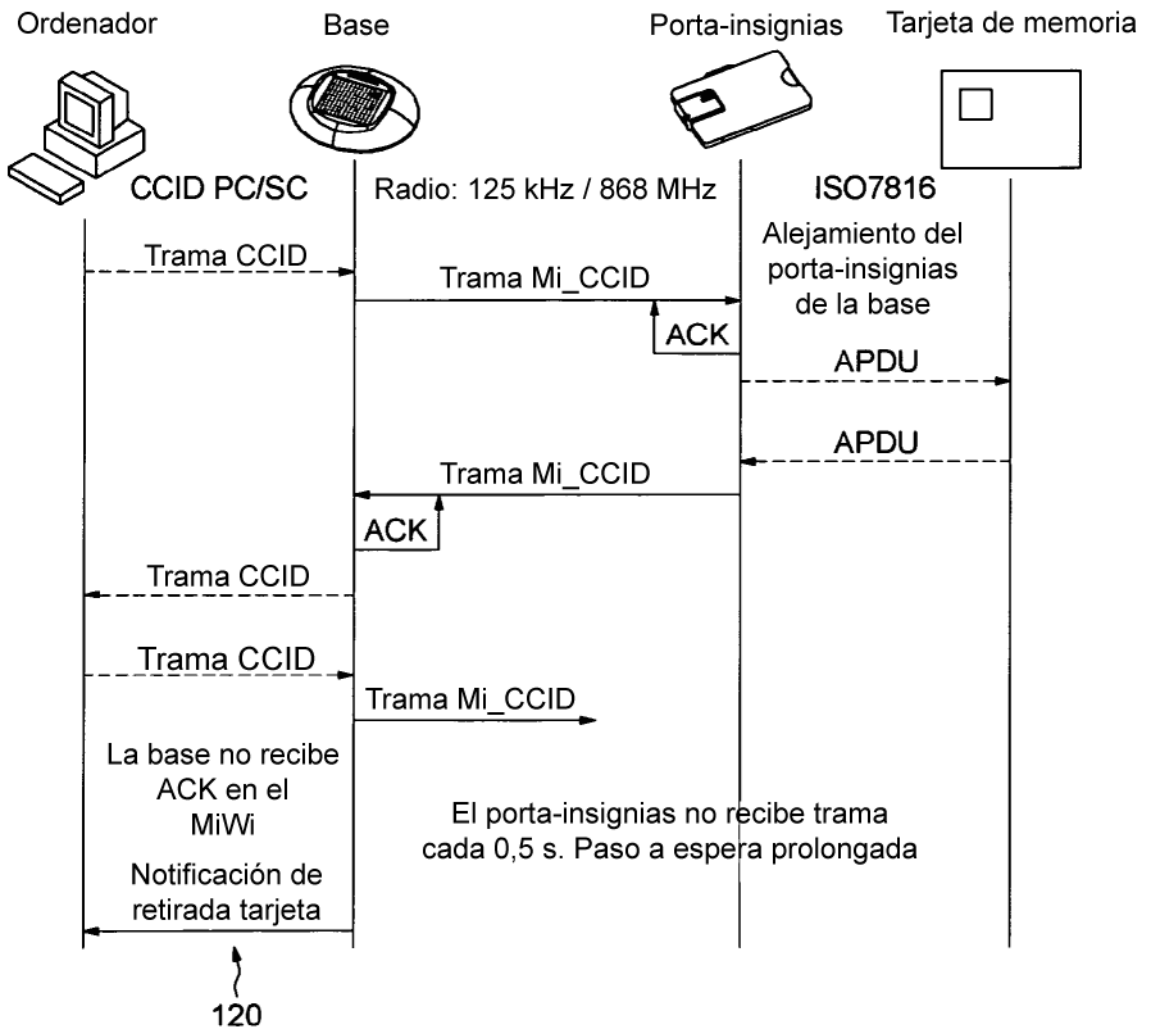 Ordenador
Base
Porta-insignias
Tarjeta de memoria
CCID PC/SC
Radio: 125 kHz / 868 MHz
ISO7816
Trama CCID
Trama Mi_CCID
Alejamiento del
porta-insignias
de la base
ACK
APDU
APDU
Trama Mi_CCID
ACK
Trama CCID
Trama CCID
Trama Mi_CCID
La base no recibe
ACK en el
MiWi
El porta-insignias no recibe trama
cada 0,5 s. Paso a espera prolongada
Notificación de
retirada tarjeta
120